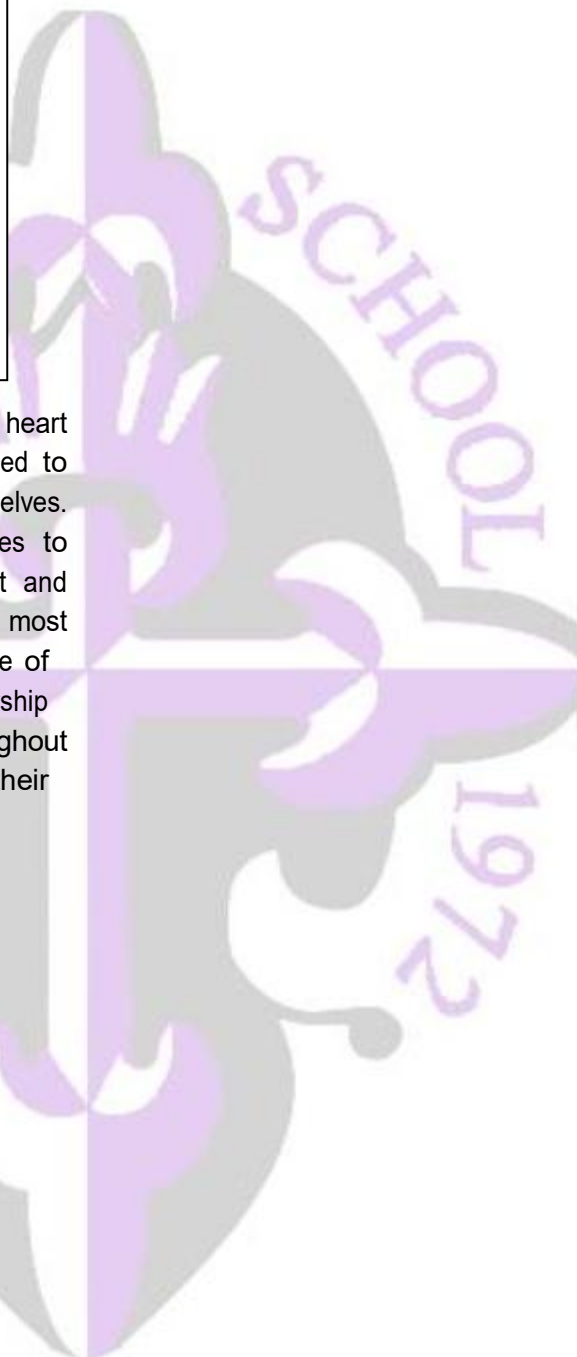 SCHOOL
heart
ed to
elves.
es to
t and
most
e of
ship
ghout
heir
1972